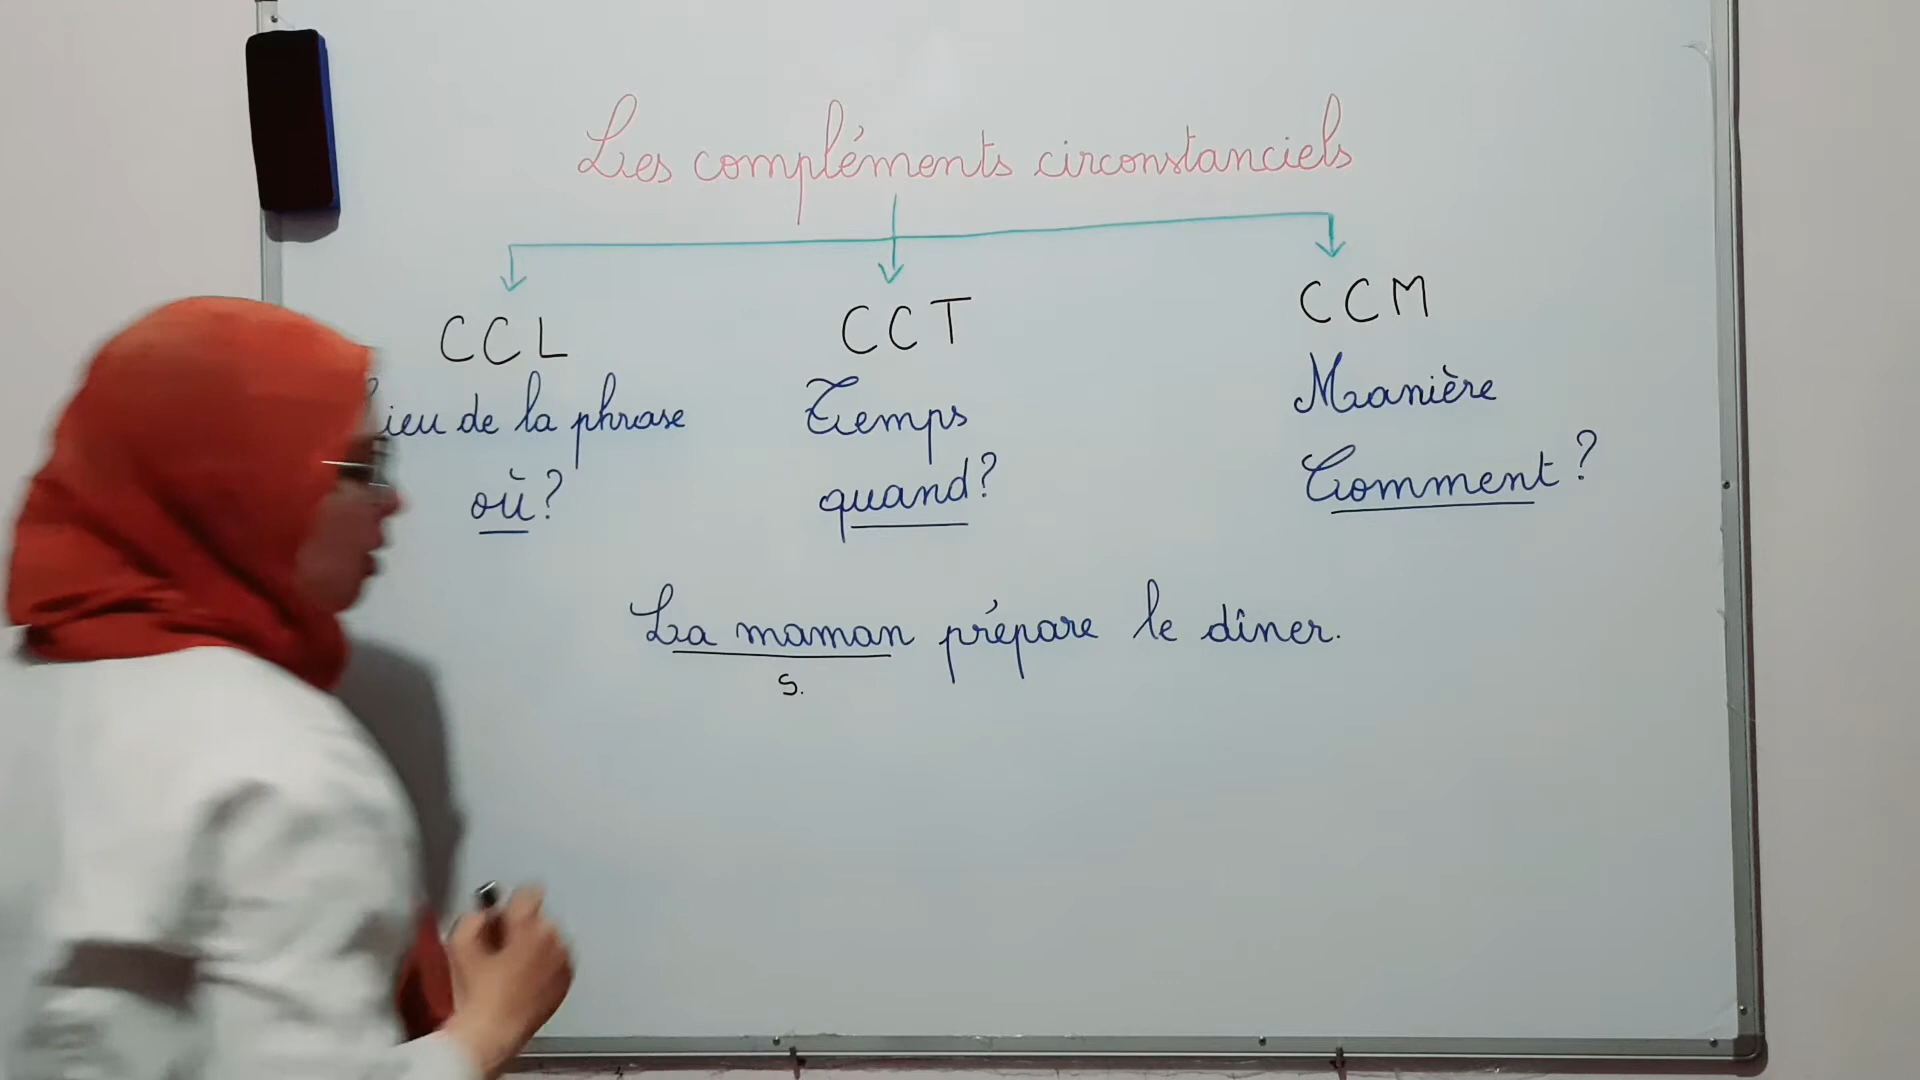 Les compléments circonstanciels
CCL CCT CCM
Lieu de la phrase Temps Manière
où? quand? Comment?
La maman prépare le dîner.
S.